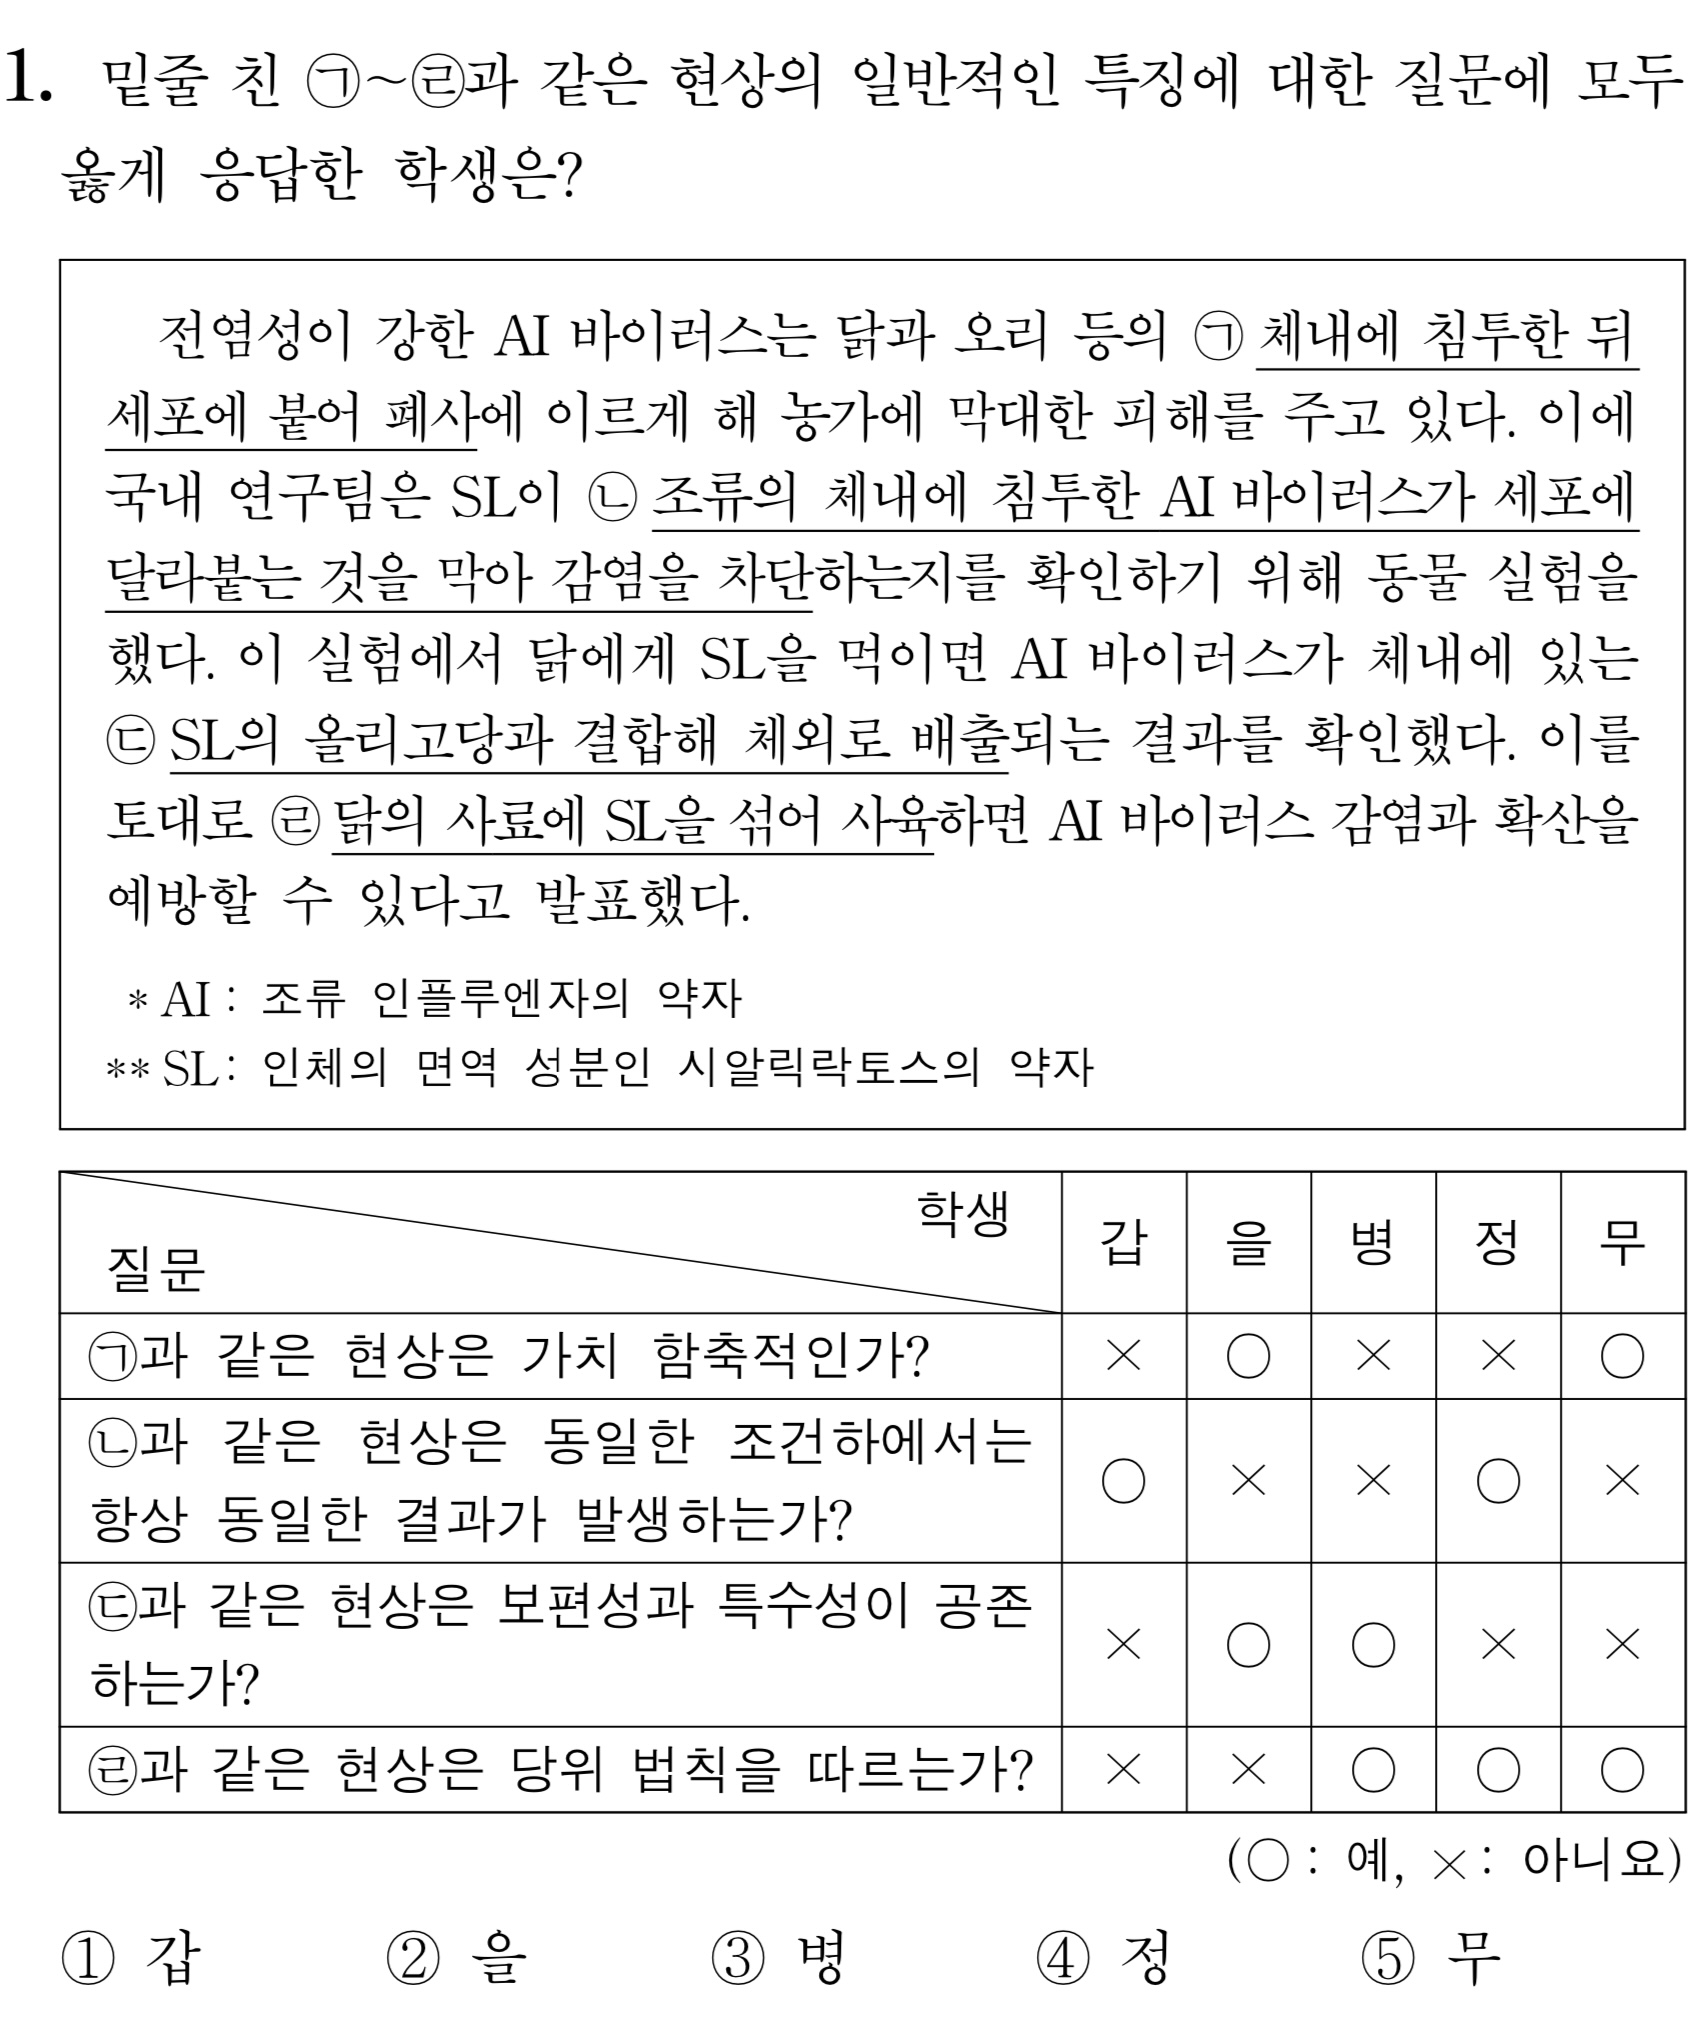 1. 밑줄 친 ㉠~㉣과 같은 현상의 일반적인 특징에 대한 질문에 모두
옳게 응답한 학생은?
전염성이 강한 AI 바이러스는 닭과 오리 등의 ㉠ 체내에 침투한 뒤
세포에 붙어 폐사에 이르게 해 농가에 막대한 피해를 주고 있다. 이에
국내 연구팀은 SL이 ㉡ 조류의 체내에 침투한 AI 바이러스가 세포에
달라붙는 것을 막아 감염을 차단하는지를 확인하기 위해 동물 실험을
했다. 이 실험에서 닭에게 SL을 먹이면 AI 바이러스가 체내에 있는
㉢ SL의 올리고당과 결합해 체외로 배출되는 결과를 확인했다. 이를
토대로 ㉣ 닭의 사료에 SL을 섞어 사육하면 AI 바이러스 감염과 확산을
예방할 수 있다고 발표했다.
* AI : 조류 인플루엔자의 약자
** SL : 인체의 면역 성분인 시알릭락토스의 약자
학생
질문 갑 을 병 정 무
㉠과 같은 현상은 가치 함축적인가? × ○ × × ○
㉡과 같은 현상은 동일한 조건하에서는
항상 동일한 결과가 발생하는가? ○ × × ○ ×
㉢과 같은 현상은 보편성과 특수성이 공존
하는가? × ○ ○ × ×
㉣과 같은 현상은 당위 법칙을 따르는가? × × ○ ○ ○
(○ : 예, × : 아니요)
① 갑 ② 을 ③ 병 ④ 정 ⑤ 무